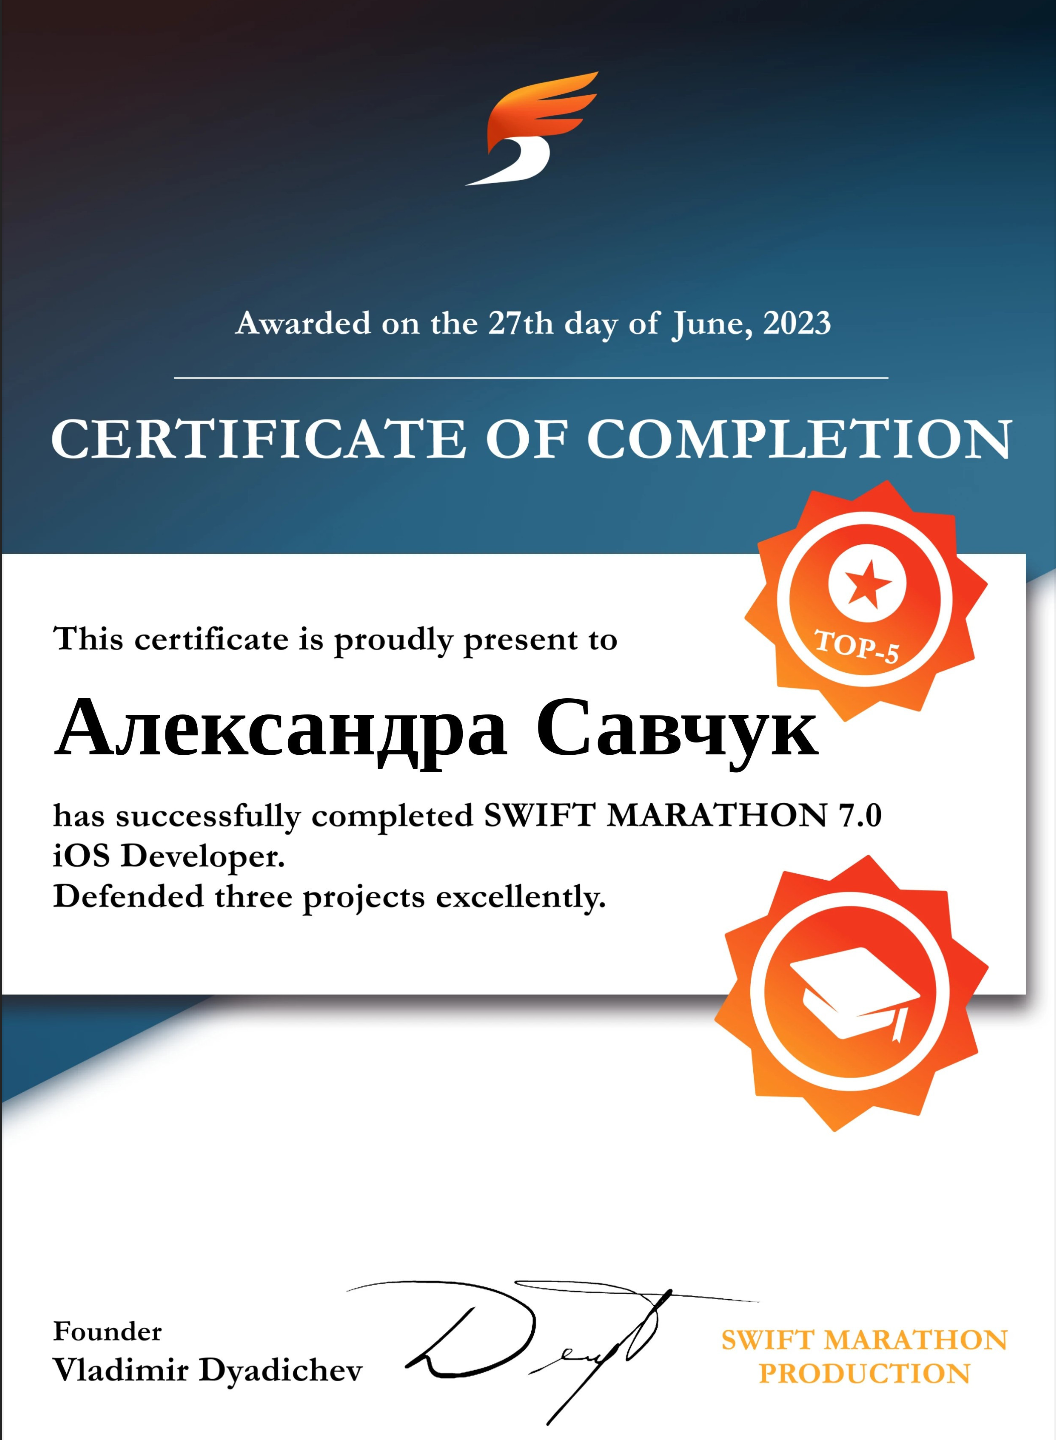 Awarded on the 27th day of June, 2023
CERTIFICATE OF COMPLETION
TOP-5
This certificate is proudly present to
Александра Савчук
has successfully completed SWIFT MARATHON 7.0
iOS Developer.
Defended three projects excellently.
Founder
Vladimir Dyadichev
SWIFT MARATHON
PRODUCTION